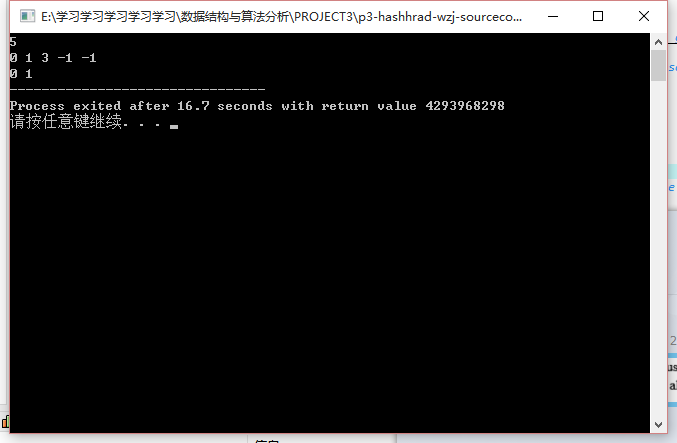 E:\学习学习学习学习学习\数据结构与算法分析\PROJECT3\p3-hashhrad-wzj-sourceco...
5
0 1 3 -1 -1
0 1
--------------------------------
Process exited after 16.7 seconds with return value 4293968298
请按任意键继续. . .